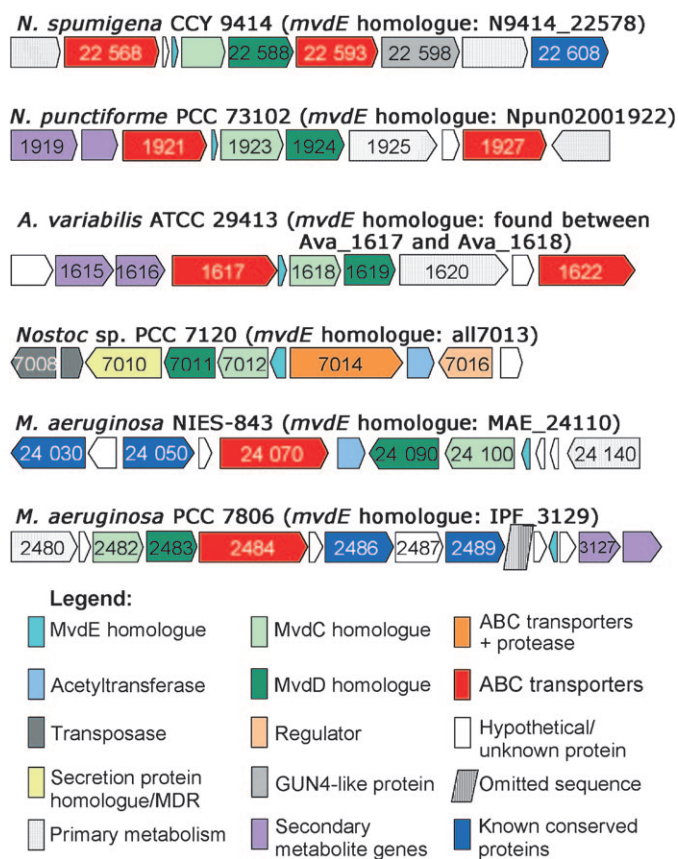 N. spumigena CCY 9414 (mvdE homologue: N9414_22578)
22 568 22 588 22 593 22 598 22 608
N. punctiforme PCC 73102 (mvdE homologue: Npun02001922)
1919 1921 1923 1924 1925 1927
A. variabilis ATCC 29413 (mvdE homologue: found between
Ava_1617 and Ava_1618)
1615 1616 1617 1618 1619 1620 1622
Nostoc sp. PCC 7120 (mvdE homologue: all7013)
7008 7010 7011 7012 7014 7016
M. aeruginosa NIES-843 (mvdE homologue: MAE_24110)
24 030 24 050 24 070 24 090 24 100 24 140
M. aeruginosa PCC 7806 (mvdE homologue: IPF_3129)
2480 2482 2483 2484 2486 2487 2489 3127
Legend:
MvdE homologue
MvdC homologue
ABC transporters
+ protease
Acetyltransferase
MvdD homologue
ABC transporters
Transposase
Regulator
Hypothetical/
unknown protein
Secretion protein
homologue/MDR
GUN4-like protein
Omitted sequence
Primary metabolism
Secondary
metabolite genes
Known conserved
proteins